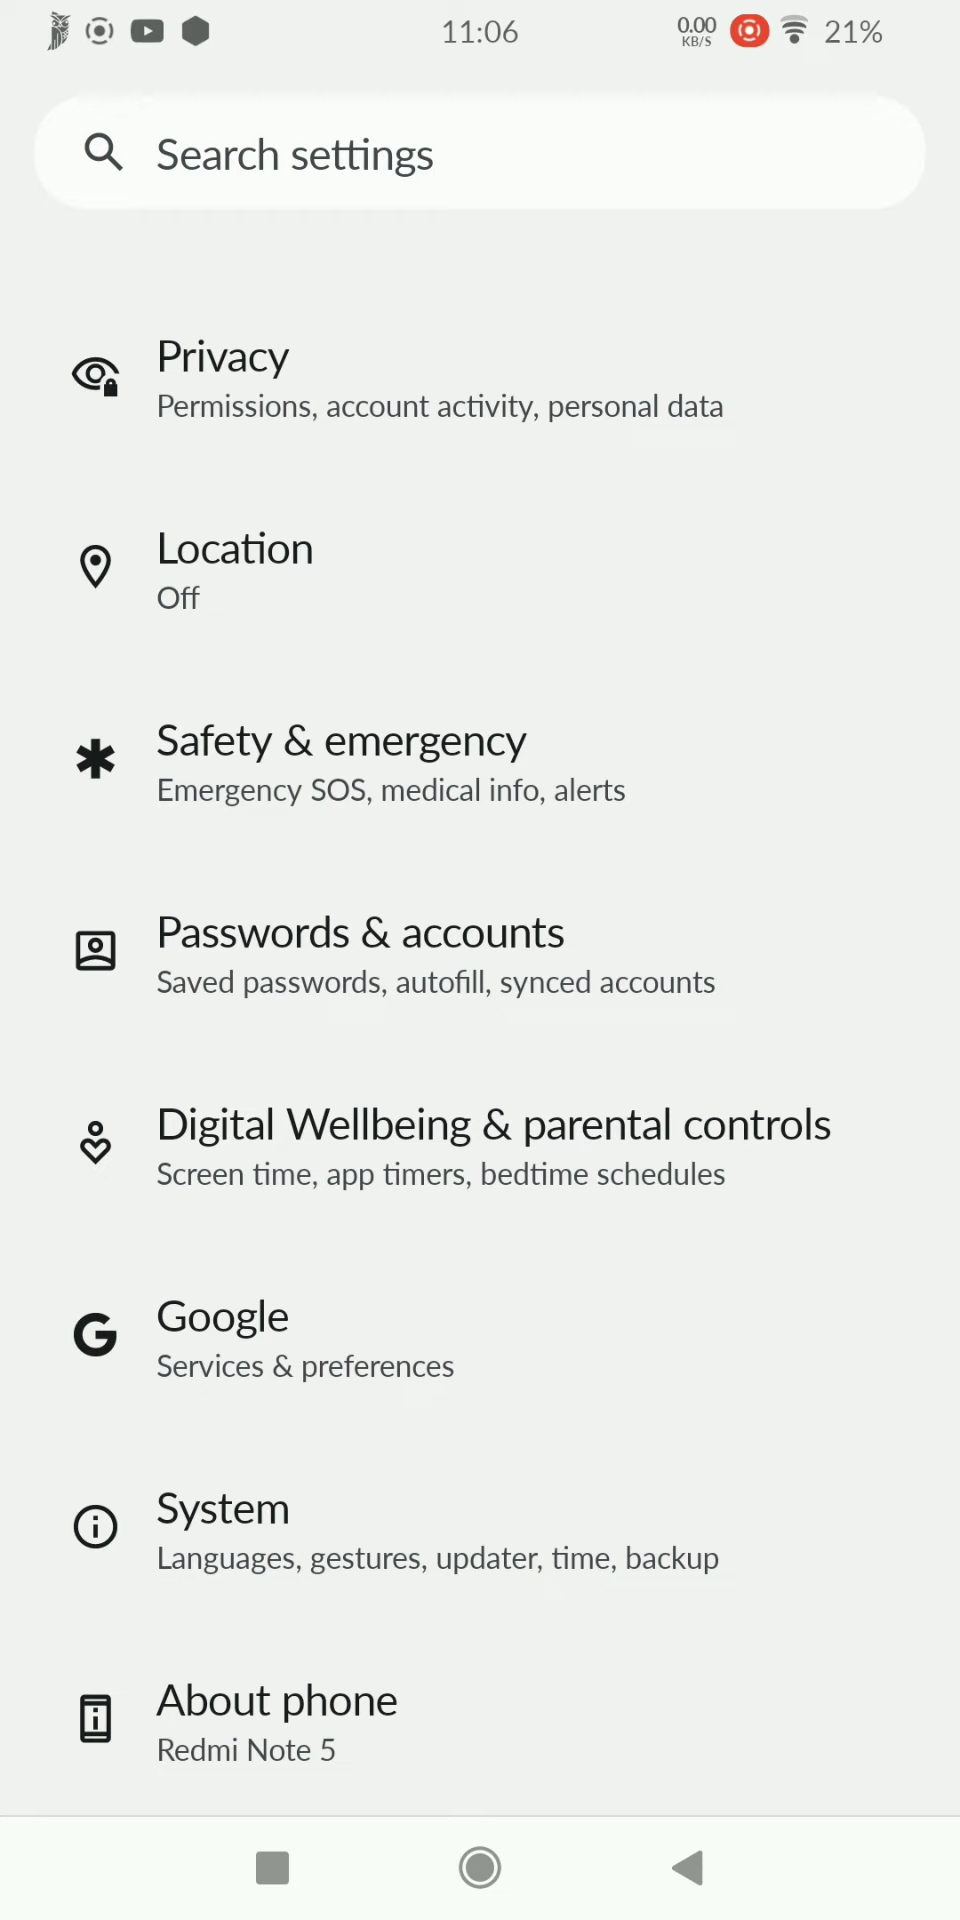 11:06
0.00
KB/S
21%
Search settings
Privacy
Permissions, account activity, personal data
Location
Off
Safety & emergency
Emergency SOS, medical info, alerts
Passwords & accounts
Saved passwords, autofill, synced accounts
Digital Wellbeing & parental controls
Screen time, app timers, bedtime schedules
Google
Services & preferences
System
Languages, gestures, updater, time, backup
About phone
Redmi Note 5